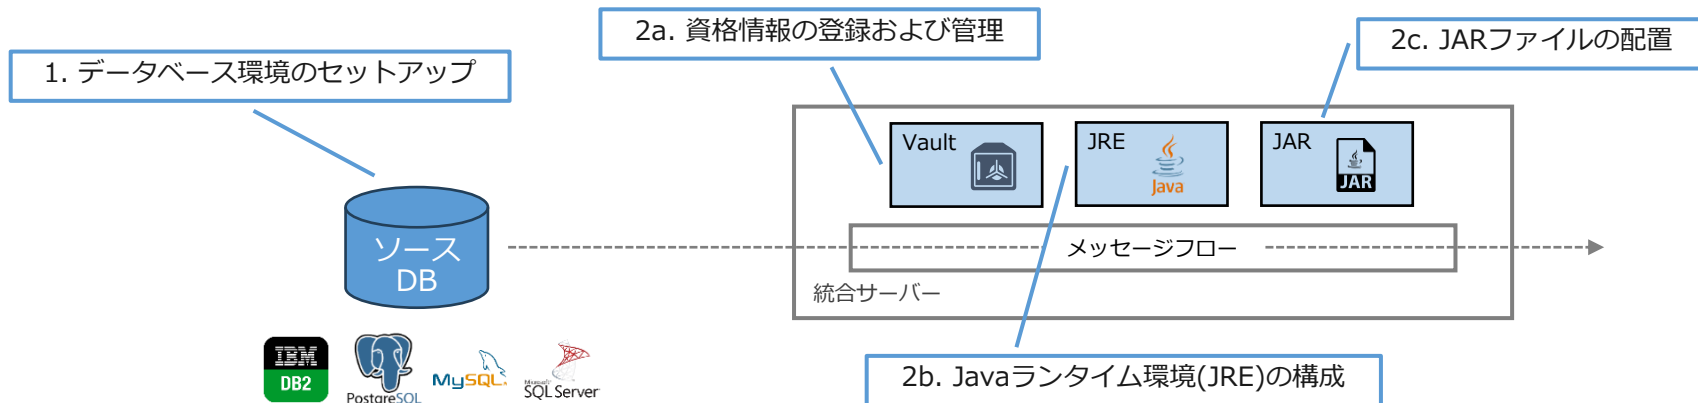 2a. 資格情報の登録および管理
2c. JARファイルの配置
1. データベース環境のセットアップ
Vault
JRE
Java
JAR
JAR
ソース
DB
メッセージフロー
統合サーバー
IBM
DB2
PostgreSQL
MySQL
Microsoft
SQL Server
2b. Javaランタイム環境(JRE)の構成